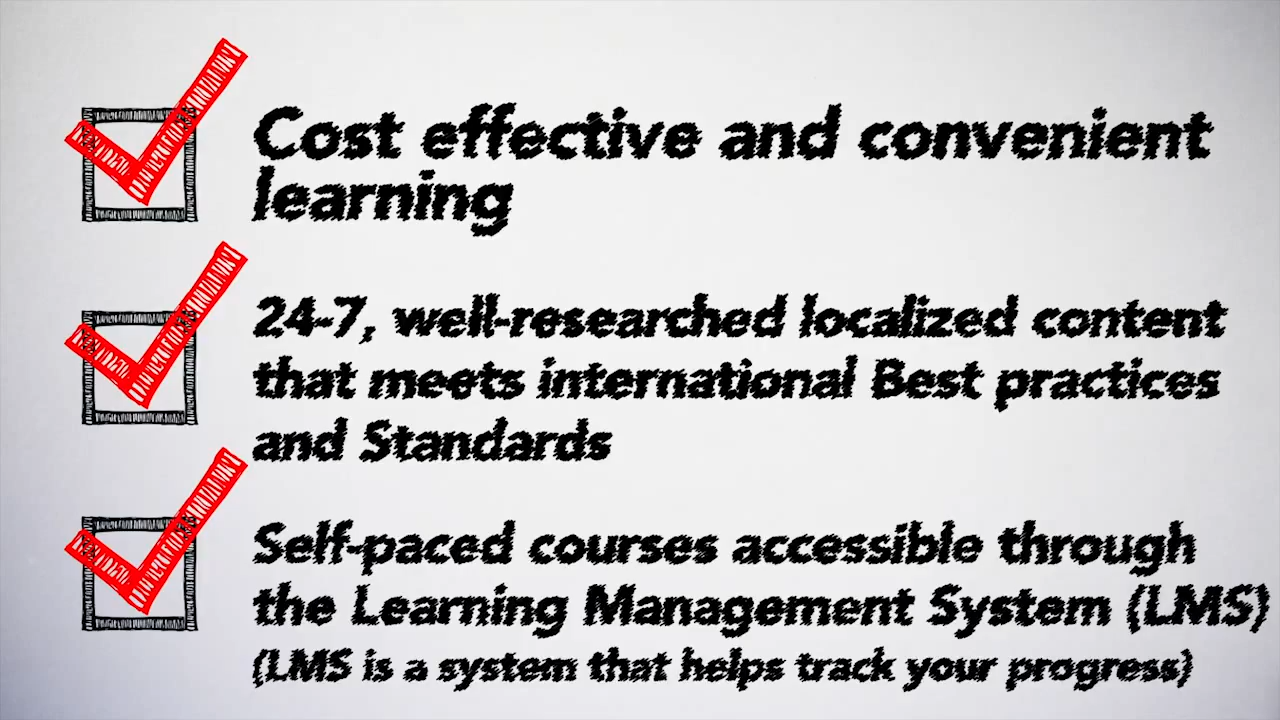 Cost effective and convenient
learning
24-7, well-researched localized content
that meets international Best practices
and Standards
Self-paced courses accessible through
the Learning Management System (LMS)
(LMS is a system that helps track your progress)